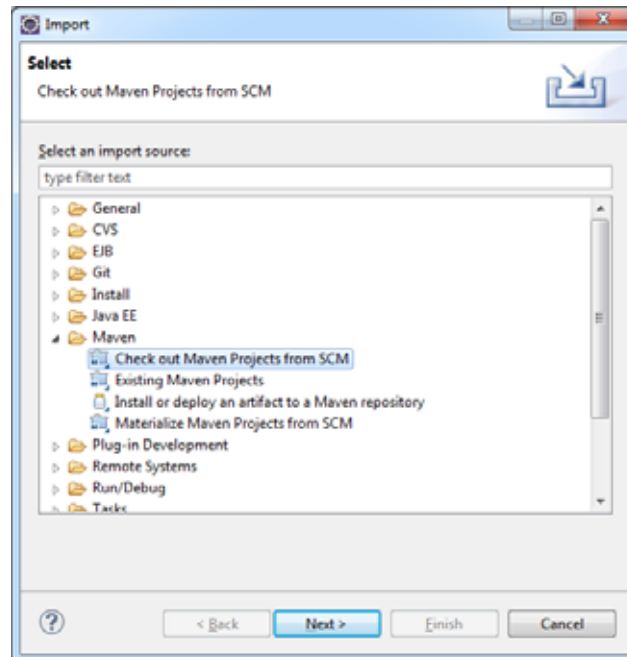 Import
Select
Check out Maven Projects from SCM
Select an import source:
type filter text
General
CVS
EJB
Git
Install
Java EE
Maven
Check out Maven Projects from SCM
Existing Maven Projects
Install or deploy an artifact to a Maven repository
Materialize Maven Projects from SCM
Plug-in Development
Remote Systems
Run/Debug
Tasks
? < Back Next > Finish Cancel